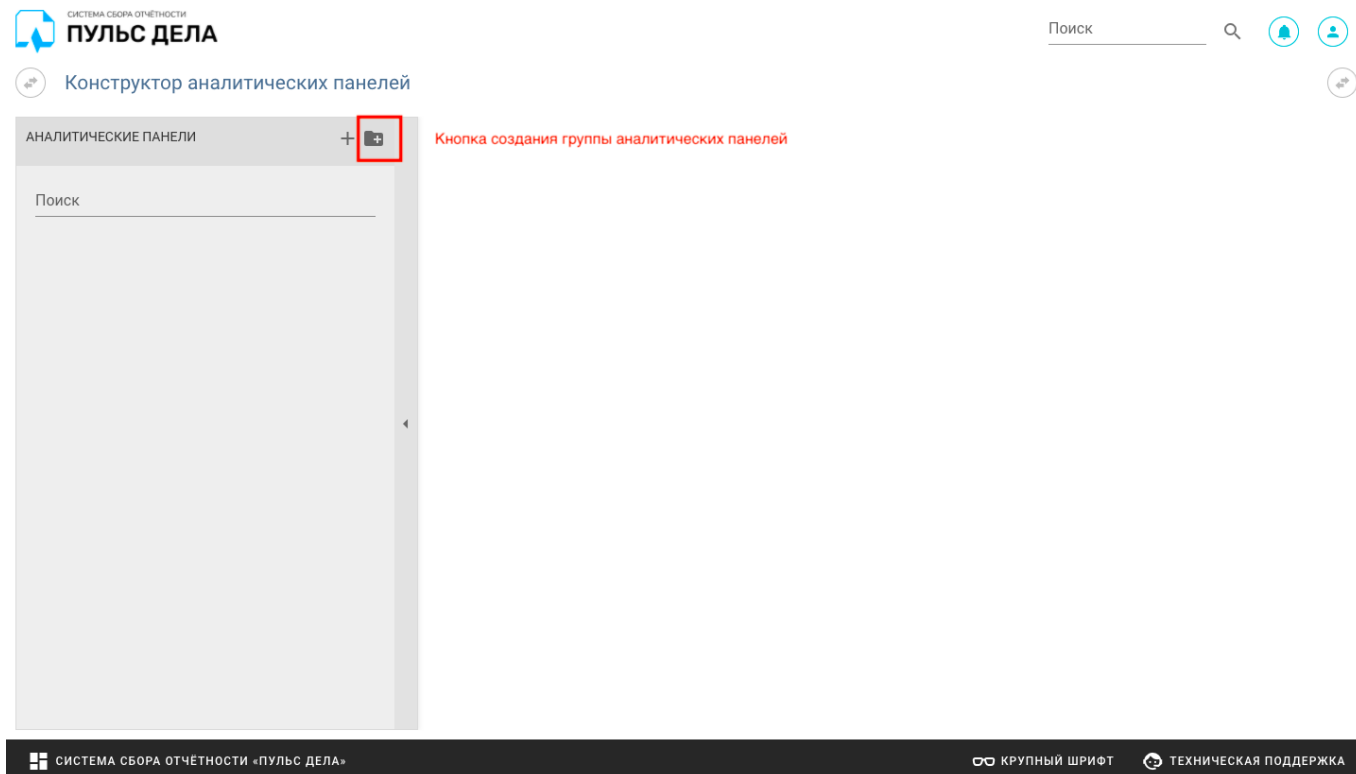 СИСТЕМА СБОРА ОТЧЁТНОСТИ
ПУЛЬС ДЕЛА
Поиск
Конструктор аналитических панелей
АНАЛИТИЧЕСКИЕ ПАНЕЛИ
Кнопка создания группы аналитических панелей
Поиск
СИСТЕМА СБОРА ОТЧЁТНОСТИ «ПУЛЬС ДЕЛА»
КРУПНЫЙ ШРИФТ
ТЕХНИЧЕСКАЯ ПОДДЕРЖКА